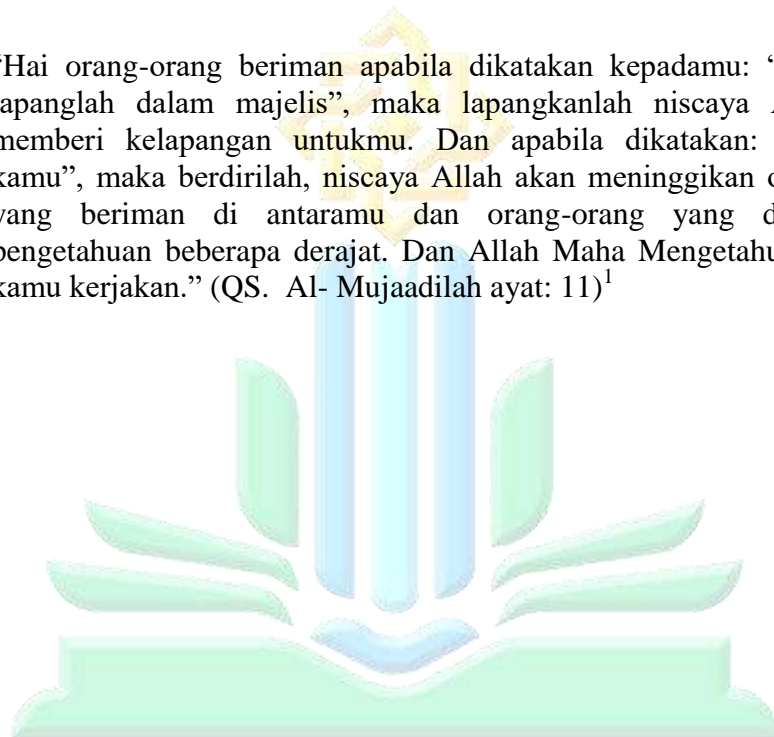 “Hai orang-orang beriman apabila dikatakan kepadamu: “
lapanglah dalam majelis”, maka lapangkanlah niscaya
memberi kelapangan untukmu. Dan apabila dikatakan:
kamu”, maka berdirilah, niscaya Allah akan meninggikan o
yang beriman di antaramu dan orang-orang yang d
pengetahuan beberapa derajat. Dan Allah Maha Mengetahu
kamu kerjakan.” (QS. Al- Mujaadilah ayat: 11)¹